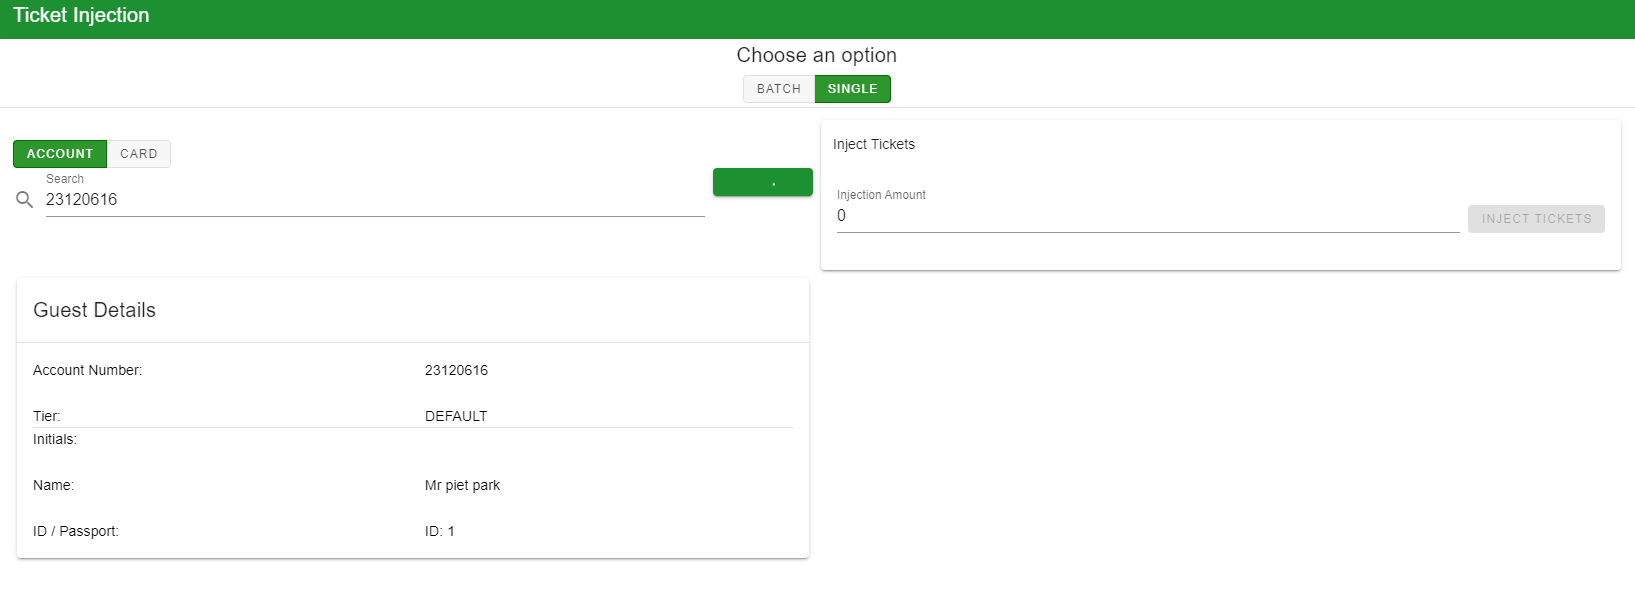 Ticket Injection
Choose an option
BATCH SINGLE
ACCOUNT CARD
Search
23120616
.
Inject Tickets
Injection Amount
0
INJECT TICKETS
Guest Details
Account Number: 23120616
Tier: DEFAULT
Initials:
Name: Mr piet park
ID / Passport: ID: 1